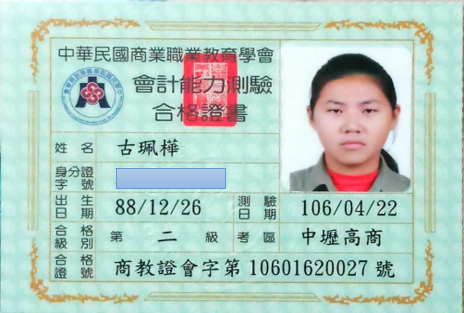 中華民國商業職業教育學會
會計能力測驗
合格證書
姓名 古珮樺
身分證字號
出生日期 88/12/26 測驗日期 106/04/22
合格級別 第二級 考區 中壢高商
合格證號 商教證會字第 10601620027 號